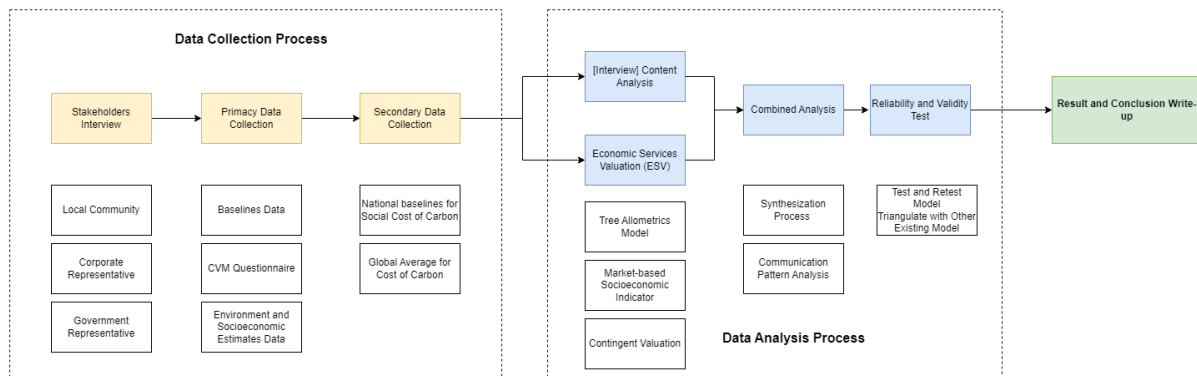 Data Collection Process
Stakeholders
Interview
Primacy Data
Collection
Secondary Data
Collection
Local Community
Corporate
Representative
Government
Representative
Baselines Data
CVM Questionnaire
Environment and
Socioeconomic
Estimates Data
National baselines for
Social Cost of Carbon
Global Average for
Cost of Carbon
[Interview] Content
Analysis
Economic Services
Valuation (ESV)
Tree Allometrics
Model
Market-based
Socioeconomic
Indicator
Contingent Valuation
Combined Analysis
Synthesization
Process
Communication
Pattern Analysis
Reliability and Validity
Test
Test and Retest
Model
Triangulate with Other
Existing Model
Data Analysis Process
Result and Conclusion Write-
up